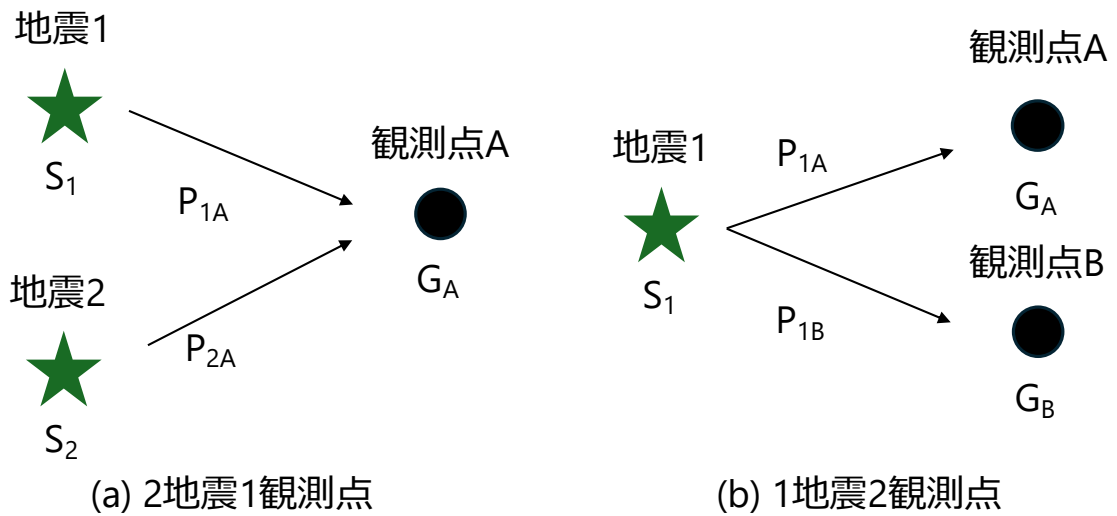 地震1
S1
P1A
観測点A
GA
地震2
P2A
S2
(a) 2地震1観測点
地震1
S1
P1A
P1B
観測点A
GA
観測点B
GB
(b) 1地震2観測点